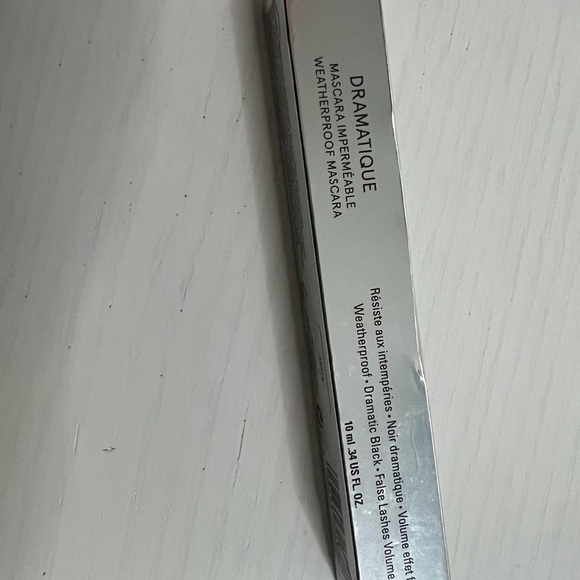 DRAMATIQUE
MASCARA IMPERMÉABLE
WEATHERPROOF MASCARA
Résiste aux intempéries • Noir dramatique • Volume effet
Weatherproof • Dramatic Black • False Lashes Volume
10 ml .34 US FL. OZ.